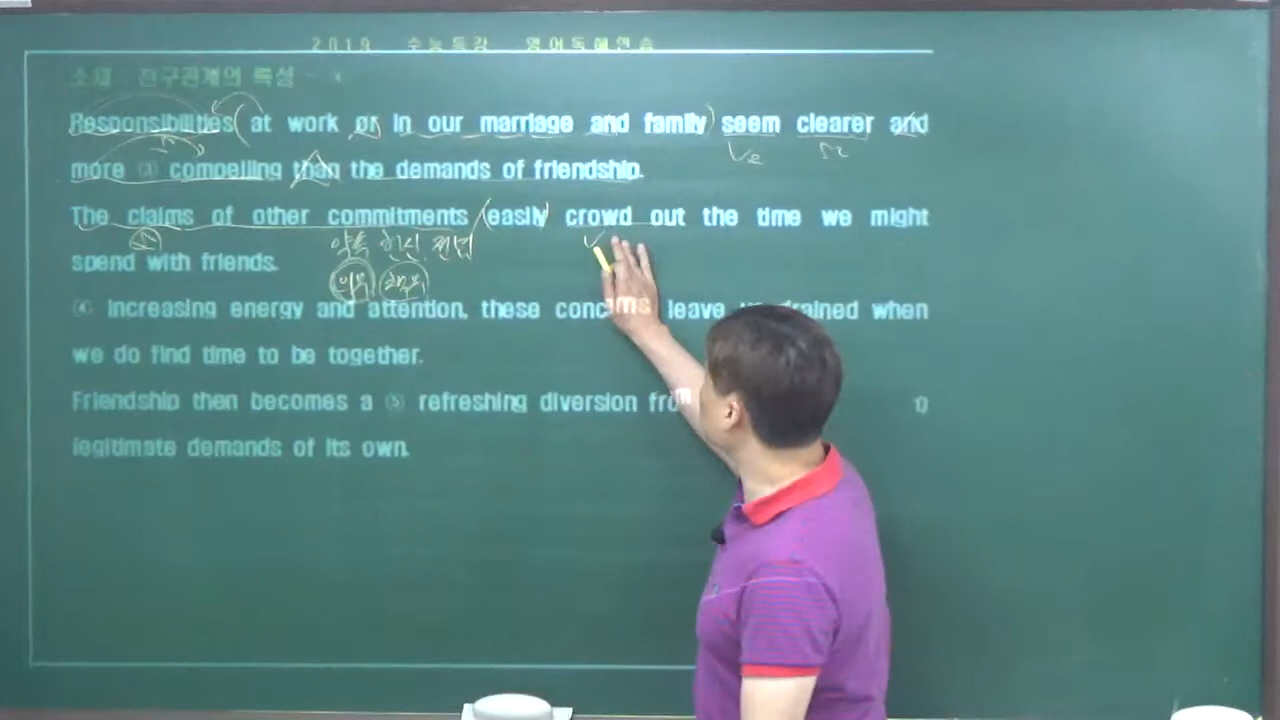 2019 수능특강 영어독해연습
소재 : 친구관계의 특성 - 4
Responsibilities at work or in our marriage and family seem clearer and
more ③ compelling than the demands of friendship.
The claims of other commitments easily crowd out the time we might
약속 헌신 전념
의무 책무
spend with friends.
④ Increasing energy and attention, these concerns leave us drained when
we do find time to be together.
Friendship then becomes a ⑤ refreshing diversion
legitimate demands of its own.